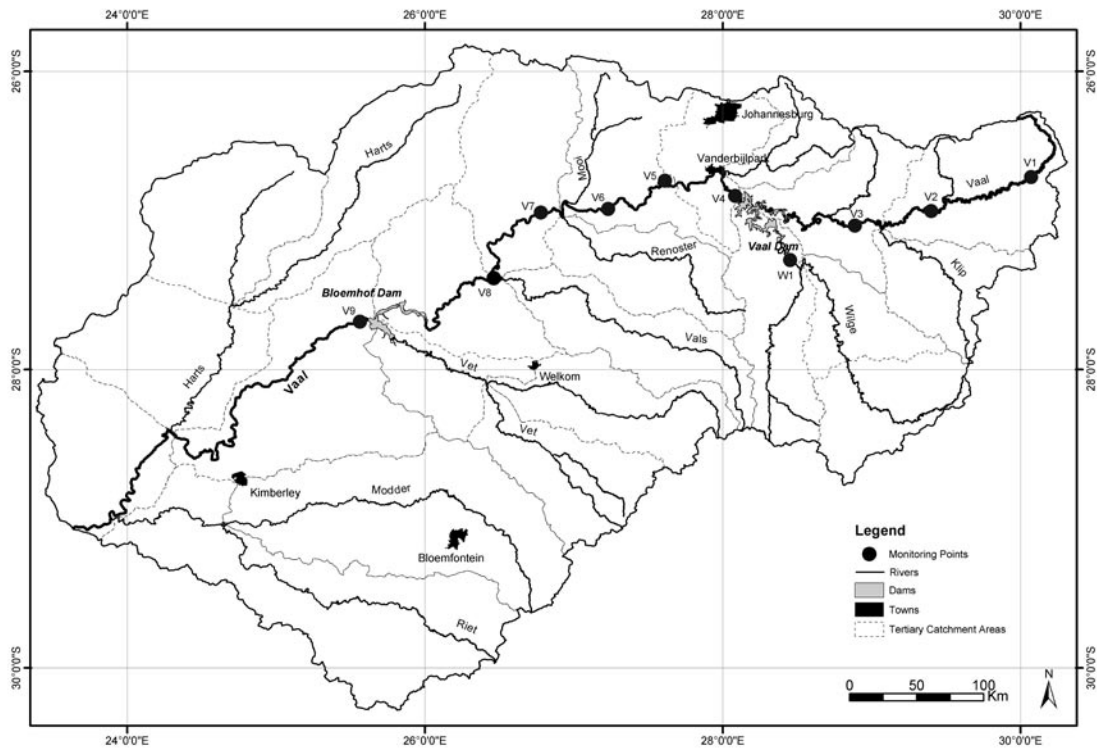 24°0'0"E
26°0'0"E
28°0'0"E
30°0'0"E
26°0'0"S
26°0'0"S
Johannesburg
Harts
Mooi
Vanderbijlpark
V1
Vaal
V5
V6
V7
V4
V2
V3
Renoster
Vaal Dam
W1
Klip
Bloemhof Dam
V8
V9
Wilge
Vals
28°0'0"S
28°0'0"S
Harts
Vaal
Vet
Welkom
Vet
Kimberley
Modder
Bloemfontein
Riet
Legend
Monitoring Points
Rivers
Dams
Towns
Tertiary Catchment Areas
30°0'0"S
30°0'0"S
0 50 100
Km
N
24°0'0"E
26°0'0"E
28°0'0"E
30°0'0"E